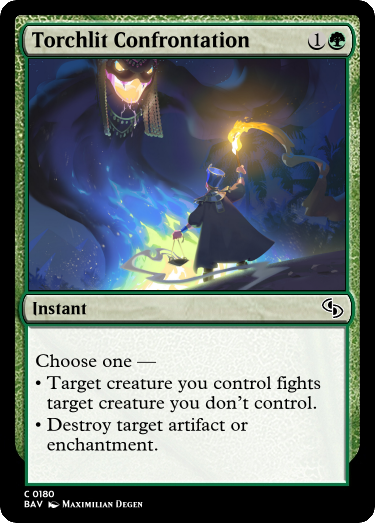 Torchlit Confrontation 1
Instant
Choose one —
• Target creature you control fights
target creature you don't control.
• Destroy target artifact or
enchantment.
C 0180
BAV Maximilian Degen